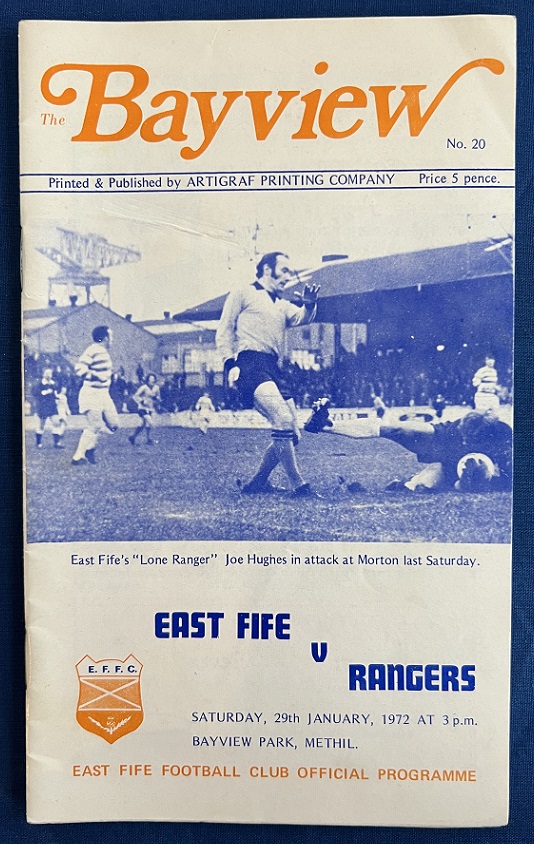 The Bayview
No. 20
Printed & Published by ARTIGRAF PRINTING COMPANY Price 5 pence.
East Fife's "Lone Ranger" Joe Hughes in attack at Morton last Saturday.
EAST FIFE
v
RANGERS
E. F. F. C.
SATURDAY, 29th JANUARY, 1972 AT 3 p.m.
BAYVIEW PARK, METHIL.
EAST FIFE FOOTBALL CLUB OFFICIAL PROGRAMME